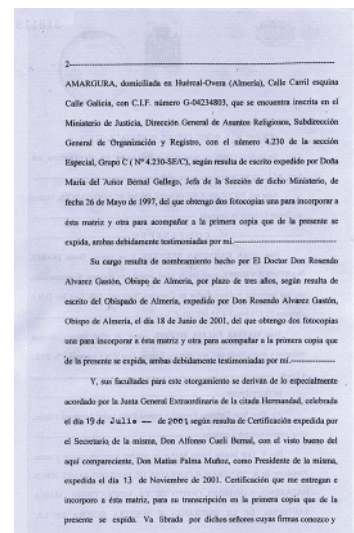 2-----------------------------------------------------------
AMARGURA, domiciliada en Huércal-Overa (Almería), Calle Carril esquina
Calle Galicia, con C.I.F. número G-04234803, que se encuentra inscrita en el
Ministerio de Justicia, Dirección General de Asuntos Religiosos, Subdirección
General de Organización y Registro, con el número 4.230 de la sección
Especial, Grupo C ( Nº 4.230-SE/C), según resulta de escrito expedido por Doña
María del Amor Bernal Gallego, Jefa de la Sección de dicho Ministerio, de
fecha 26 de Mayo de 1997, del que obtengo dos fotocopias una para incorporar a
ésta matriz y otra para acompañar a la primera copia que de la presente se
expida, ambas debidamente testimoniadas por mí.--------------------
Su cargo resulta de nombramiento hecho por El Doctor Don Rosendo
Alvarez Gastón, Obispo de Almería, por plazo de tres años, según resulta de
escrito del Obispado de Almería, expedido por Don Rosendo Alvarez Gastón,
Obispo de Almería, el día 18 de Junio de 2001, del que obtengo dos fotocopias
una para incorporar a ésta matriz y otra para acompañar a la primera copia que
de la presente se expida, ambas debidamente testimoniadas por mí.-----------
Y, sus facultades para este otorgamiento se derivan de lo especialmente
acordado por la Junta General Extraordinaria de la citada Hermandad, celebrada
el día 19 de Julio -- de 2001 según resulta de Certificación expedida por
el Secretario de la misma, Don Alfonso Cueli Bernal, con el visto bueno del
aquí compareciente, Don Matías Palma Muñoz, como Presidente de la misma,
expedida el día 13 de Noviembre de 2001. Certificación que me entregan e
incorporo a ésta matriz, para su transcripción en la primera copia que de la
presente se expida. Va librada por dichos señores cuyas firmas conozco y